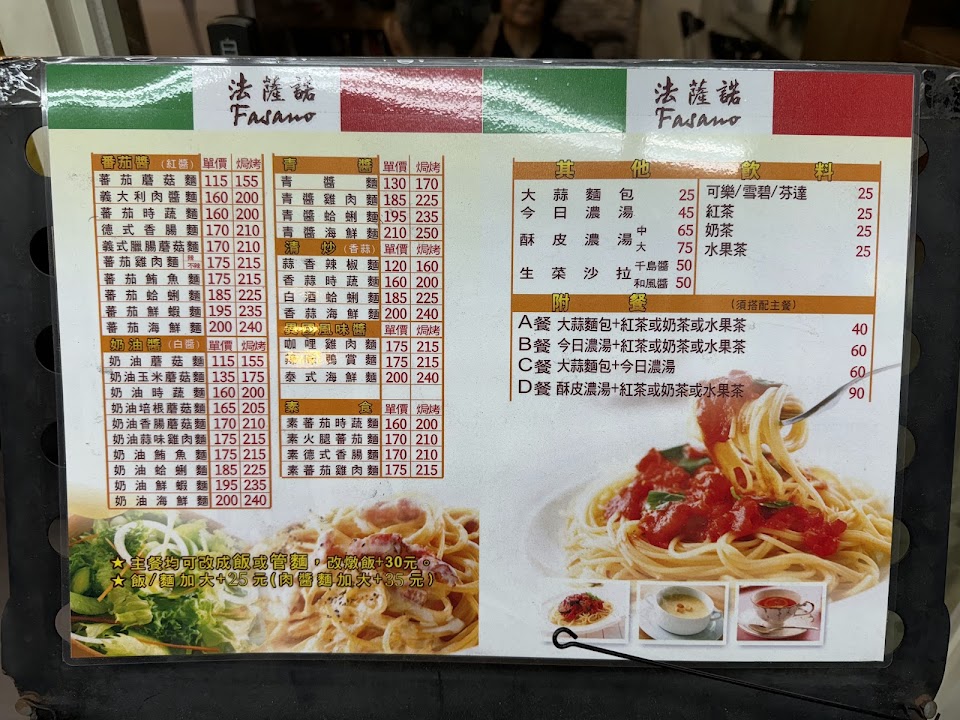 法薩諾
Fasano
法薩諾
Fasano
番茄醬（紅醬） 單價 焗烤
番茄蘑菇麵 115 155
義大利肉醬麵 160 200
番茄時蔬麵 160 200
德式香腸麵 170 210
義式臘腸蘑菇麵 170 210
番茄雞肉麵 175 215
番茄鮪魚麵 175 215
番茄蛤蜊麵 185 225
番茄鮮蝦麵 195 235
番茄海鮮麵 200 240
奶油醬（白醬） 單價 焗烤
奶油蘑菇麵 115 155
奶油玉米蘑菇麵 135 175
奶油時蔬麵 160 200
奶油培根蘑菇麵 165 205
奶油香腸蘑菇麵 170 210
奶油蒜味雞肉麵 175 215
奶油鮪魚麵 175 215
奶油蛤蜊麵 185 225
奶油鮮蝦麵 195 235
奶油海鮮麵 200 240
青醬 單價 焗烤
青醬麵 130 170
青醬雞肉麵 185 225
青醬蛤蜊麵 195 235
青醬海鮮麵 210 250
清炒（香蒜） 單價 焗烤
蒜香辣椒麵 120 160
香蒜時蔬麵 160 200
白酒蛤蜊麵 185 225
香蒜海鮮麵 200 240
風味醬 單價 焗烤
咖哩雞肉麵 175 215
鴨賞麵 175 215
泰式海鮮麵 200 240
素食 單價 焗烤
素番茄時蔬麵 160 200
素火腿番茄麵 170 210
素德式香腸麵 170 210
素番茄雞肉麵 175 215
★主餐均可改成飯或管麵，改燉飯+30元。
★飯/麵加大+25元(肉醬麵加大+35元)
其他
大蒜麵包 25
今日濃湯 45
酥皮濃湯 中 65
大 75
生菜沙拉 千島醬 50
和風醬 50
飲料
可樂/雪碧/芬達 25
紅茶 25
奶茶 25
水果茶 25
附餐（須搭配主餐）
A餐 大蒜麵包+紅茶或奶茶或水果茶 40
B餐 今日濃湯+紅茶或奶茶或水果茶 60
C餐 大蒜麵包+今日濃湯 60
D餐 酥皮濃湯+紅茶或奶茶或水果茶 90